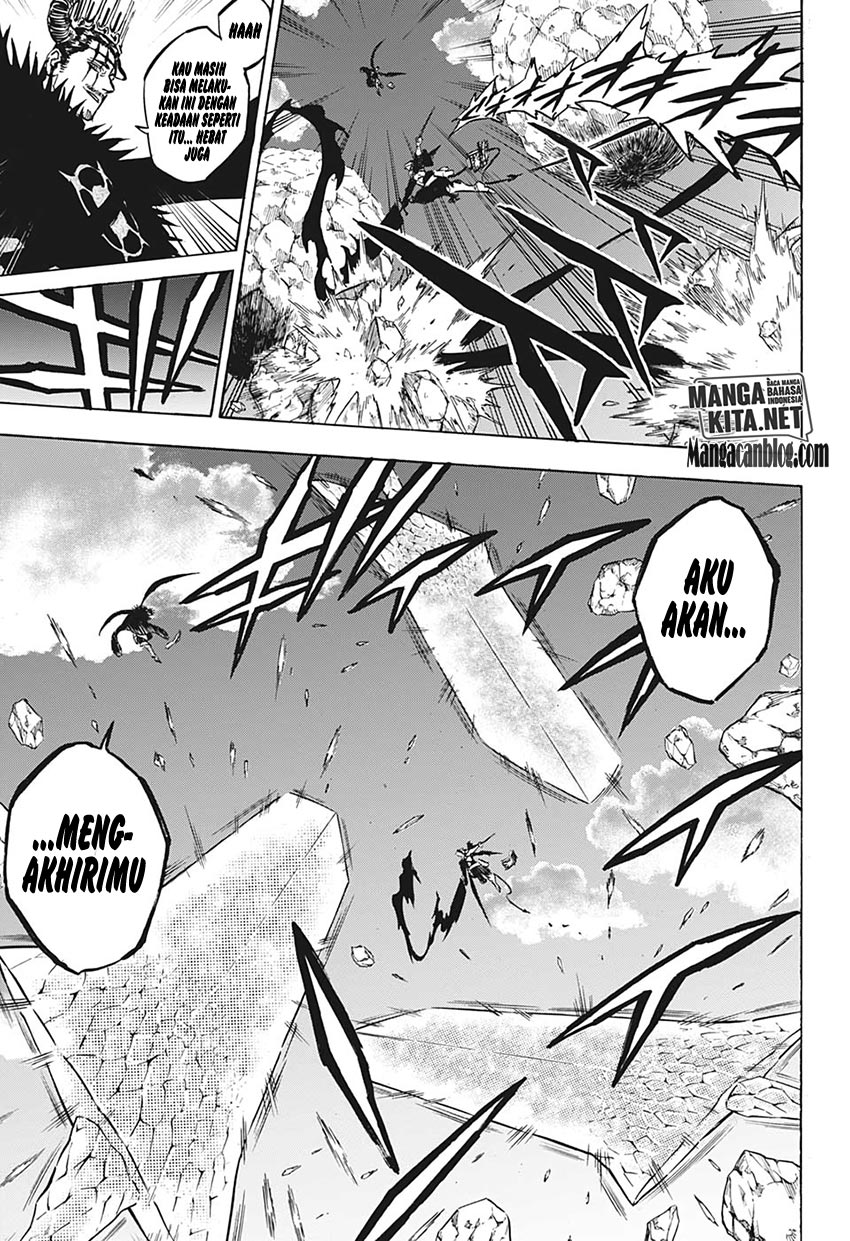 HAAH
KAU MASIH
BISA MELAKU-
KAN INI DENGAN
KEADAAN SEPERTI
ITU... HEBAT
JUGA
MANGA
KITA.NET
BACA MANGA
BAHASA
INDONESIA
Mangacanblog.com
AKU
AKAN...
...MENG-
AKHIRIMU